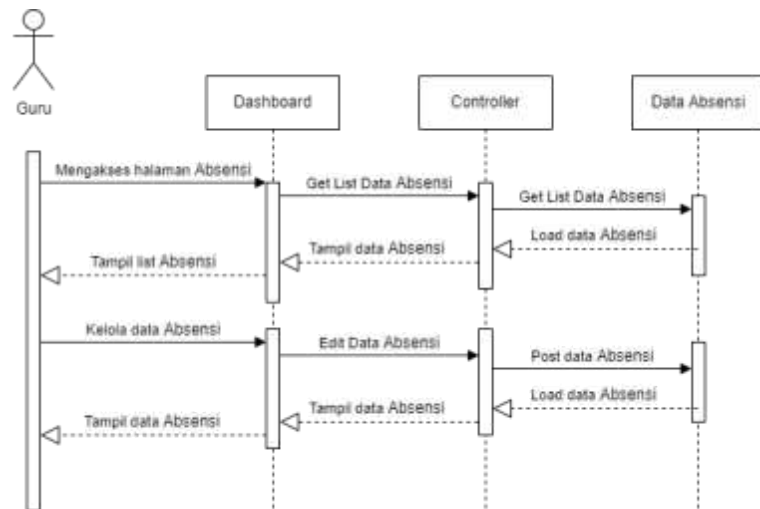 Guru
Dashboard
Controller
Data Absensi
Mengakses halaman Absensi
Get List Data Absensi
Get List Data Absensi
Load data Absensi
Tampil data Absensi
Tampil list Absensi
Kelola data Absensi
Edit Data Absensi
Post data Absensi
Load data Absensi
Tampil data Absensi
Tampil data Absensi